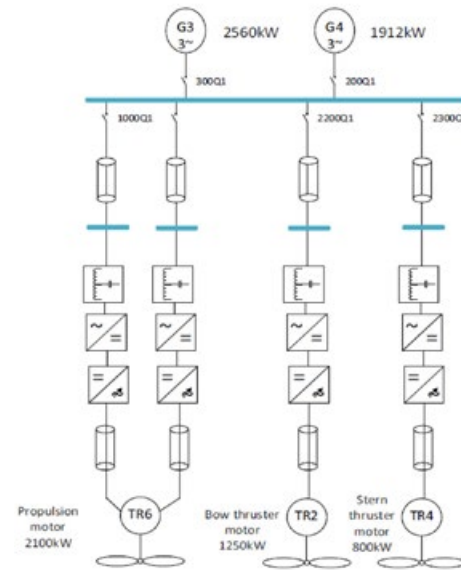 G3
3~
2560kW
G4
3~
1912kW
300Q1
200Q1
1000Q1
2200Q1
2300Q1
Propulsion
motor
2100kW
TR6
Bow thruster
motor
1250kW
TR2
Stern
thruster
motor
800kW
TR4